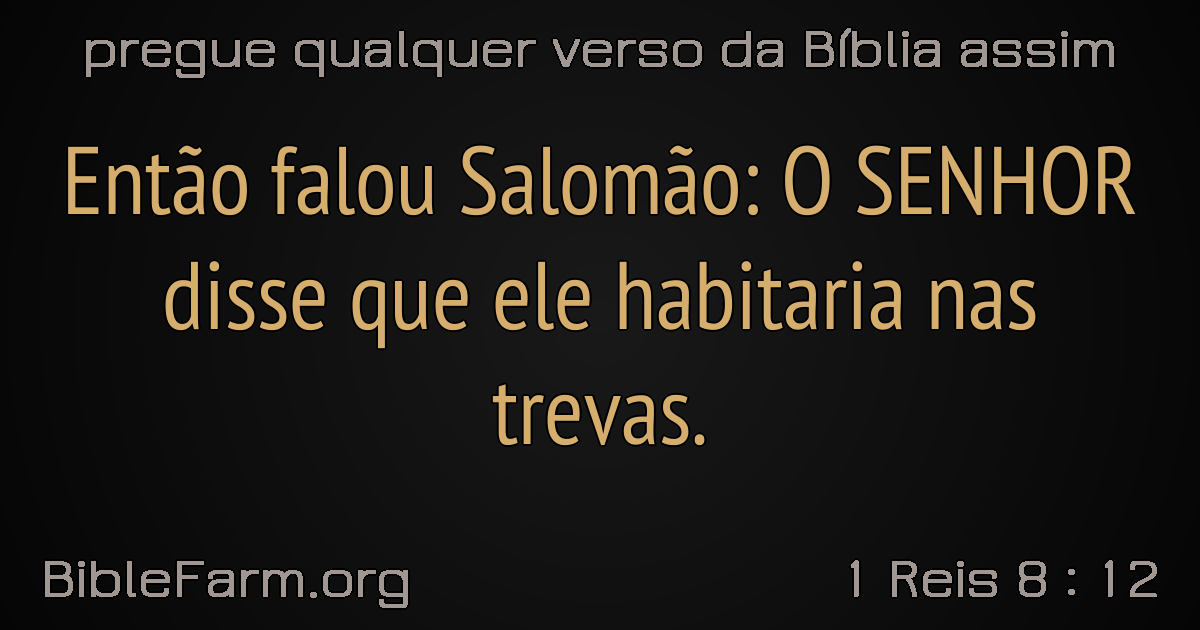 pregue qualquer verso da Bíblia assim
Então falou Salomão: O SENHOR
disse que ele habitaria nas
trevas.
BibleFarm.org
1 Reis 8 : 12